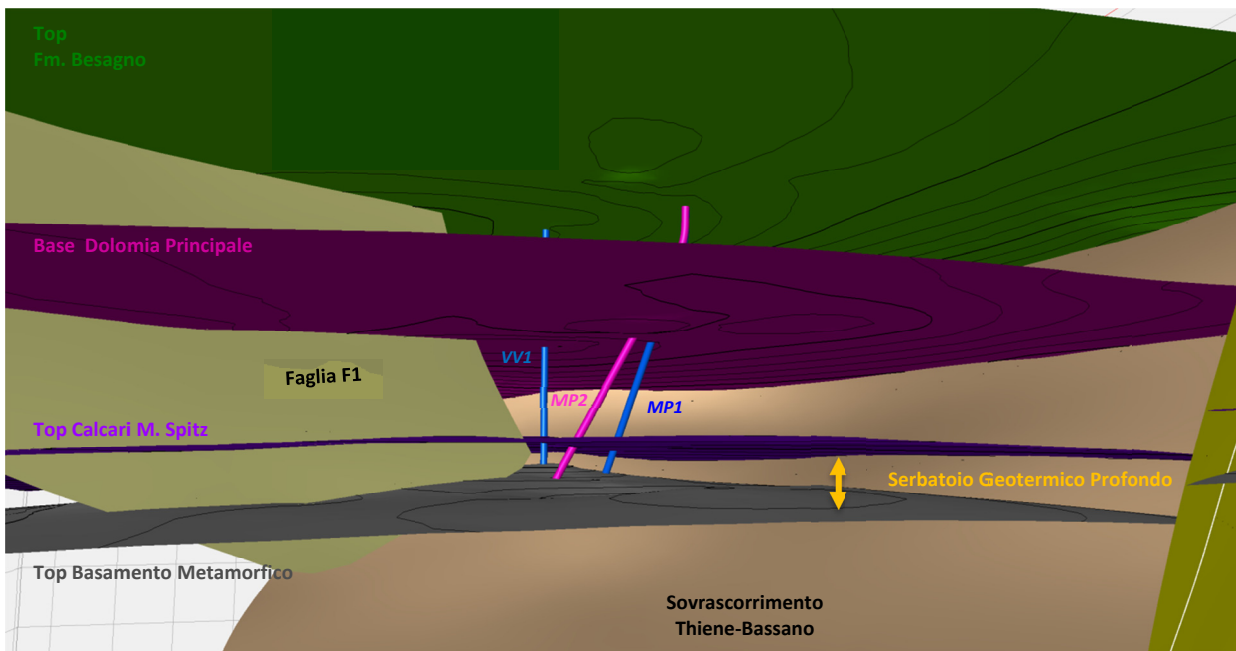 Top
Fm. Besagno
Base Dolomia Principale
VV1
Faglia F1
MP2
MP1
Top Calcari M. Spitz
Serbatoio Geotermico Profondo
Top Basamento Metamorfico
Sovrascorrimento
Thiene-Bassano